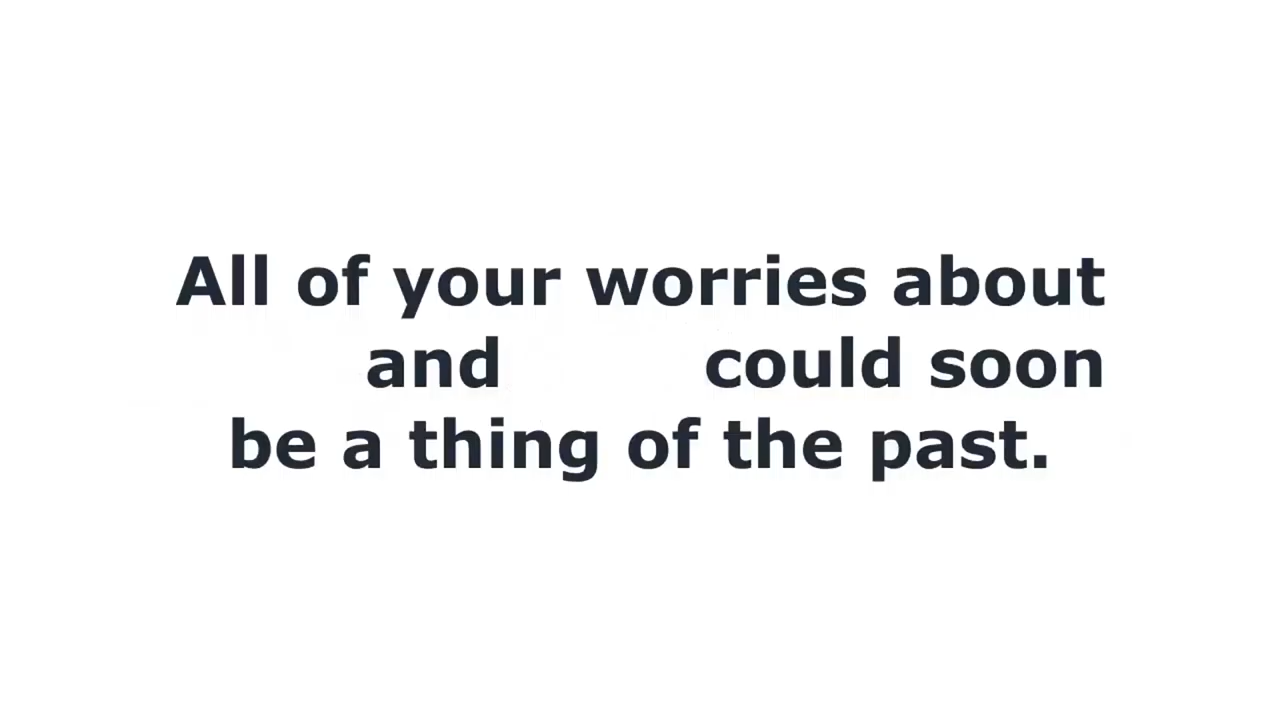 All of your worries about
and could soon
be a thing of the past.